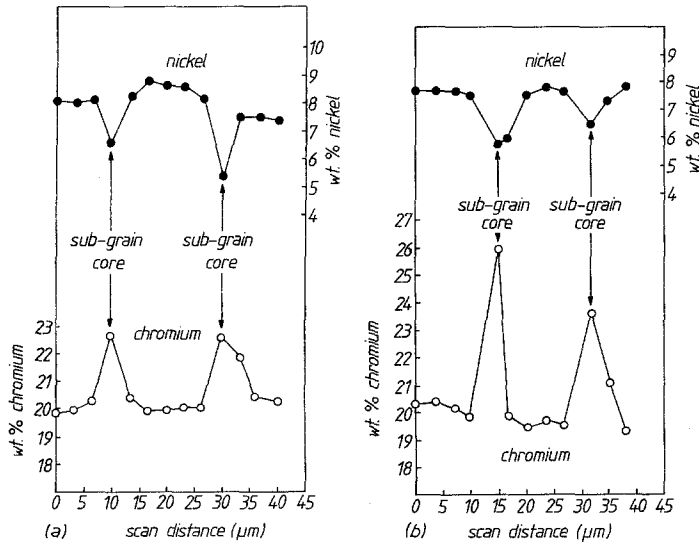 nickel
10
9
8
7
6
5
4
wt. % nickel
sub-grain core
sub-grain core
23
22
21
20
19
18
wt. % chromium
chromium
0 5 10 15 20 25 30 35 40 45
(a) scan distance (µm)
nickel
9
8
7
6
5
4
wt. % nickel
sub-grain core
sub-grain core
27
26
25
24
23
22
21
20
19
18
17
wt. % chromium
chromium
0 5 10 15 20 25 30 35 40 45
(b) scan distance (µm)